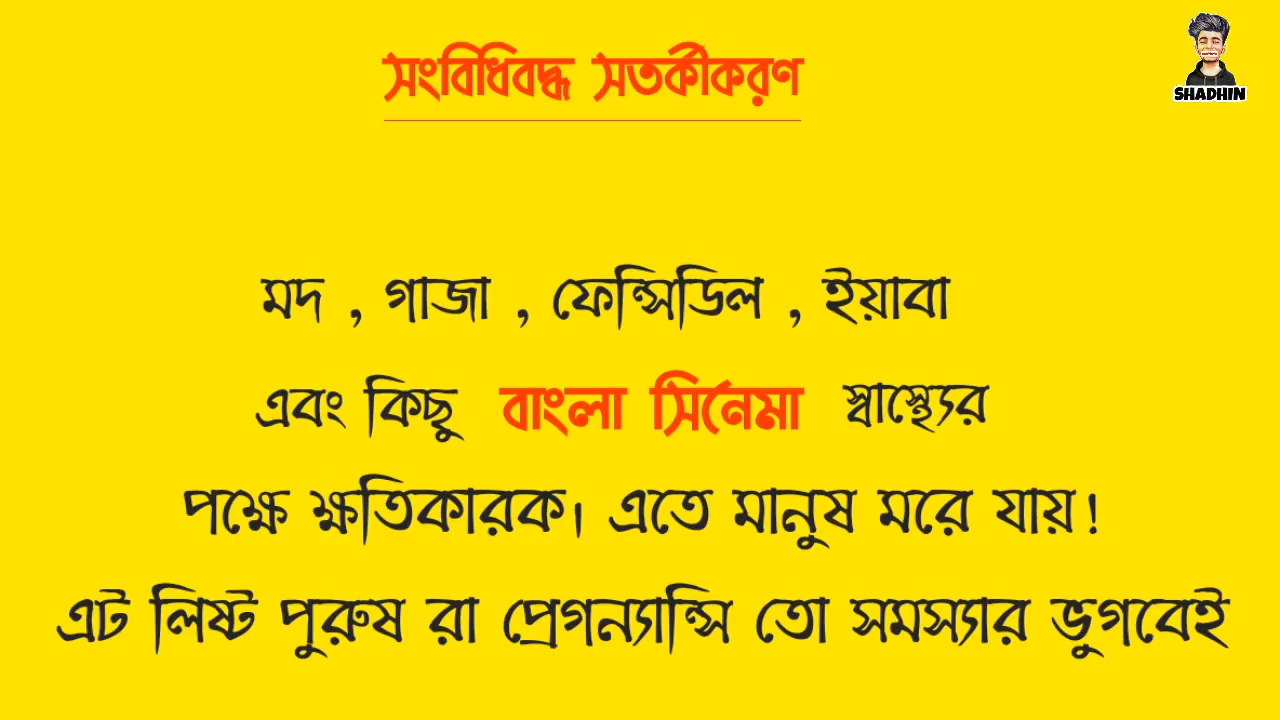 সংবিধিবদ্ধ সতর্কীকরণ
SHADHIN
মদ , গাজা , ফেন্সিডিল , ইয়াবা
এবং কিছু বাংলা সিনেমা স্বাস্থ্যের
পক্ষে ক্ষতিকারক। এতে মানুষ মরে যায়!
এট লিষ্ট পুরুষ রা প্রেগন্যান্সি তো সমস্যার ভুগবেই